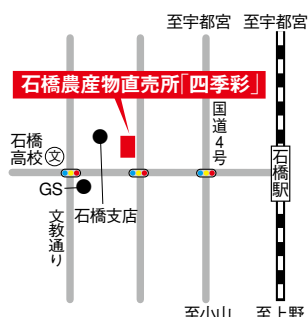 至宇都宮
至宇都宮
石橋農産物直売所「四季彩」
国道4号
石橋
高校
文
石橋駅
GS
石橋支店
文教通り
至小山
至上野